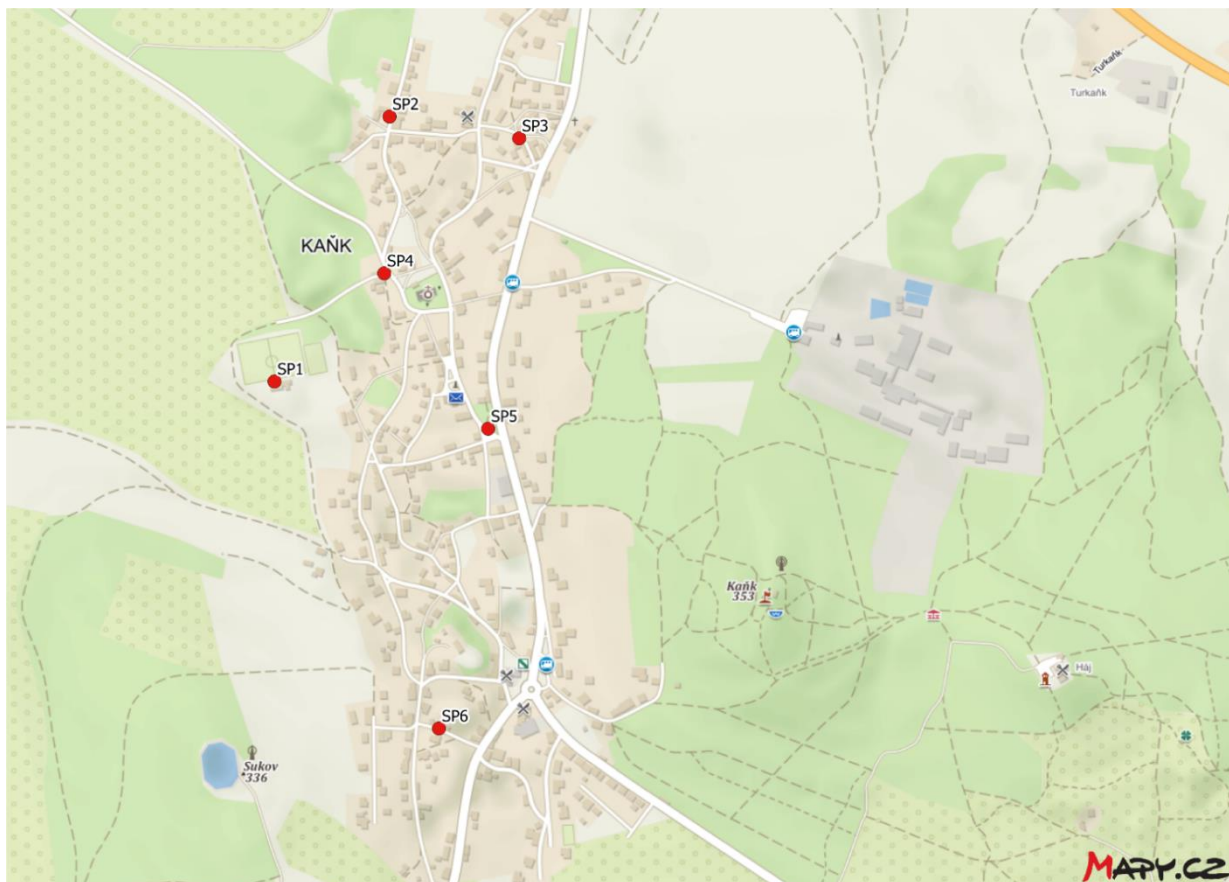 Turkaňk
Turkaňk
SP2
SP3
KAŇK
SP4
SP1
SP5
Kaňk
353
Háj
SP6
Sukov
336
MAPY.CZ